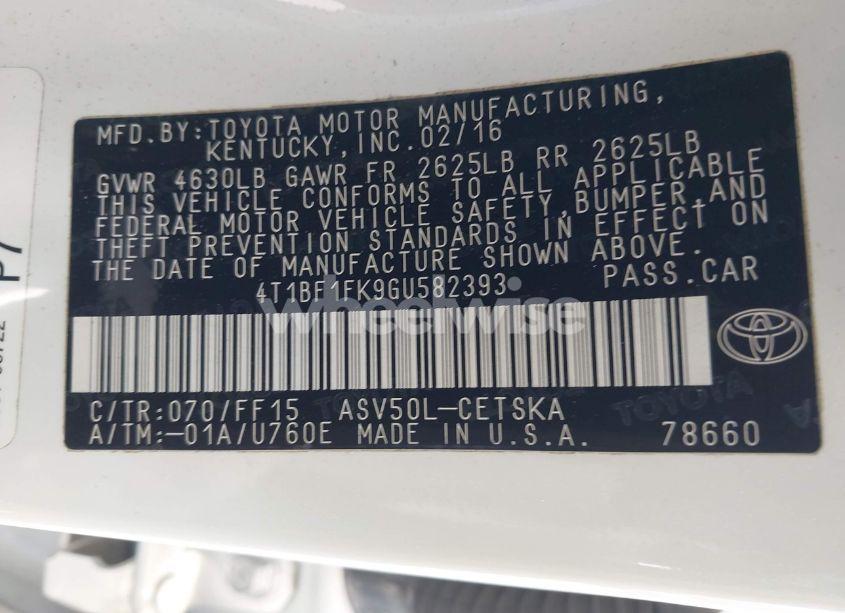 MFD. BY: TOYOTA MOTOR MANUFACTURING,
KENTUCKY, INC. 02/16
GVWR 4630LB GAWR FR 2625LB RR 2625LB
THIS VEHICLE CONFORMS TO ALL APPLICABLE
FEDERAL MOTOR VEHICLE SAFETY, BUMPER, AND
THEFT PREVENTION STANDARDS IN EFFECT ON
THE DATE OF MANUFACTURE SHOWN ABOVE.
4T1BF1FK9GU582393 PASS. CAR
wheelwise
C/TR: 070/FF15 ASV50L-CETSKA
A/TM: -01A/U760E MADE IN U.S.A. 78660
TOYOTA
P7